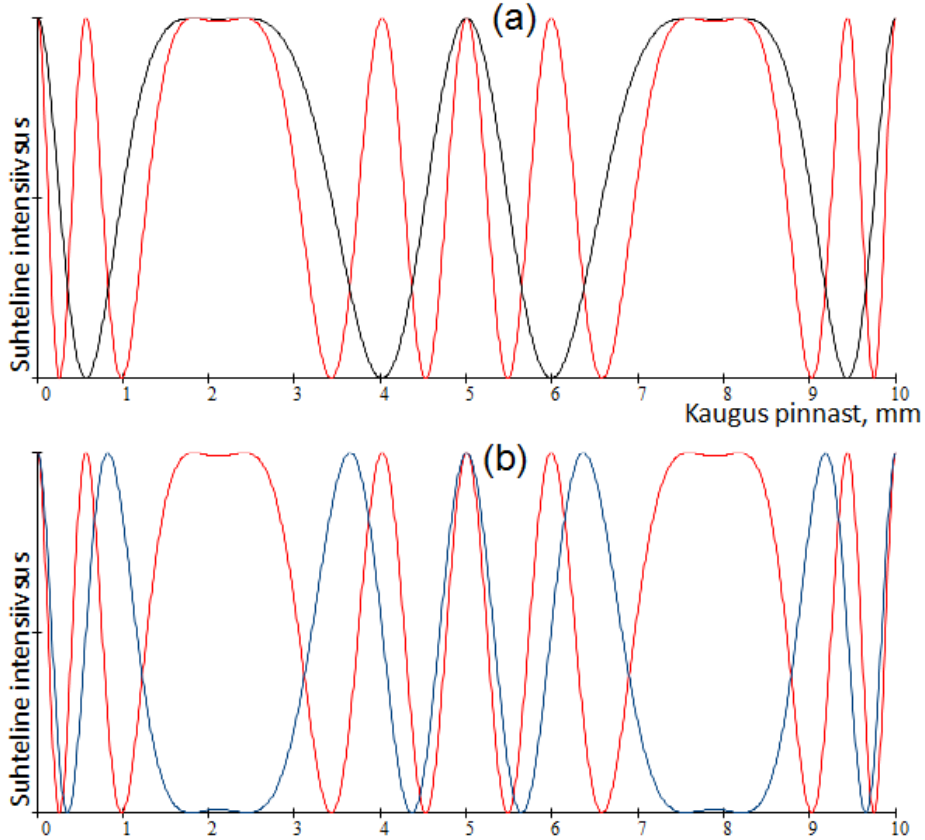 (a)
Suhteline intensiivsus
0 1 2 3 4 5 6 7 8 9 10
Kaugus pinnast, mm
(b)
Suhteline intensiivsus
0 1 2 3 4 5 6 7 8 9 10